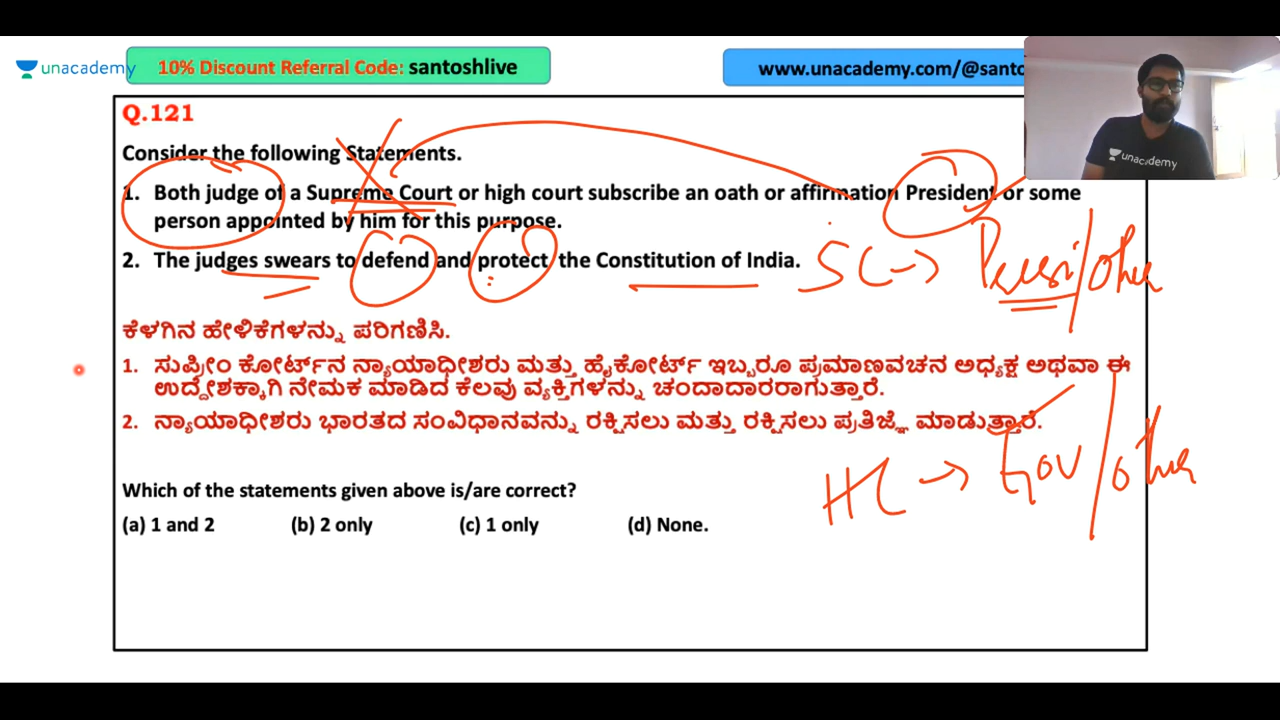 unacademy
10% Discount Referral Code: santoshlive
www.unacademy.com/@santo
unacademy
Q.121
Consider the following Statements.
1. Both judge of a Supreme Court or high court subscribe an oath or affirmation President or some
person appointed by him for this purpose.
2. The judges swears to defend and protect the Constitution of India.
SC → Presi/other
ಕೆಳಗಿನ ಹೇಳಿಕೆಗಳನ್ನು ಪರಿಗಣಿಸಿ.
1. ಸುಪ್ರೀಂ ಕೋರ್ಟ್‌ನ ನ್ಯಾಯಾಧೀಶರು ಮತ್ತು ಹೈಕೋರ್ಟ್ ಇಬ್ಬರೂ ಪ್ರಮಾಣವಚನ ಅಧ್ಯಕ್ಷ ಅಥವಾ ಈ
ಉದ್ದೇಶಕ್ಕಾಗಿ ನೇಮಕ ಮಾಡಿದ ಕೆಲವು ವ್ಯಕ್ತಿಗಳನ್ನು ಚಂದಾದಾರರಾಗುತ್ತಾರೆ.
2. ನ್ಯಾಯಾಧೀಶರು ಭಾರತದ ಸಂವಿಧಾನವನ್ನು ರಕ್ಷಿಸಲು ಮತ್ತು ರಕ್ಷಿಸಲು ಪ್ರತಿಜ್ಞೆ ಮಾಡುತ್ತಾರೆ.
HC → Gov/other
Which of the statements given above is/are correct?
(a) 1 and 2 (b) 2 only (c) 1 only (d) None.